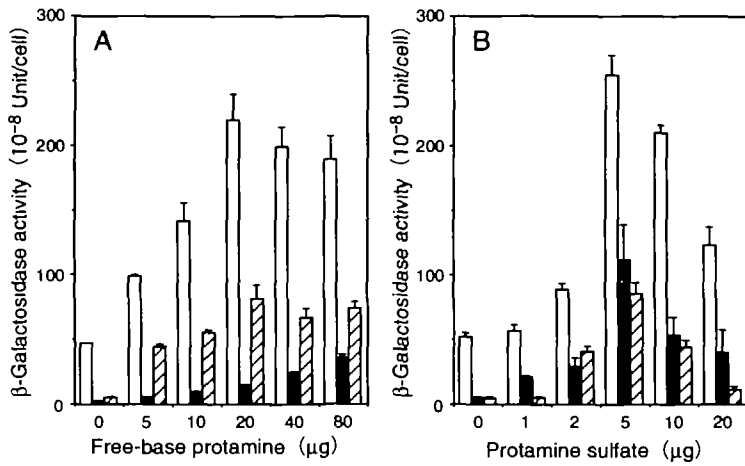 A
β-Galactosidase activity (10⁻⁸ Unit/cell)
300
200
100
0
0 5 10 20 40 80
Free-base protamine (μg)
B
β-Galactosidase activity (10⁻⁸ Unit/cell)
300
200
100
0
0 1 2 5 10 20
Protamine sulfate (μg)